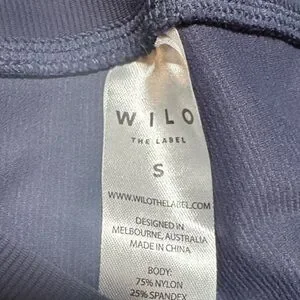 WILO
THE LABEL
S
WWW.WILOTHELABEL.COM
DESIGNED IN
MELBOURNE, AUSTRALIA
MADE IN CHINA
BODY:
75% NYLON
25% SPANDEX